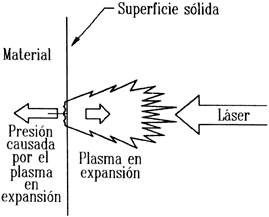 Superficie sólida
Material
Láser
Presión
causada
por el
plasma
en
expansión
Plasma en
expansión